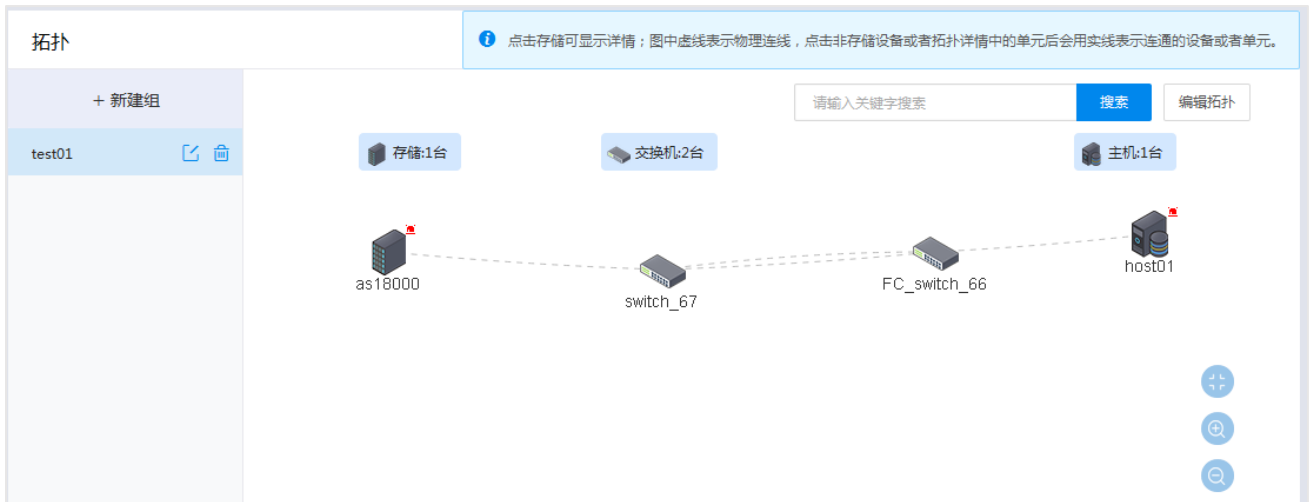 拓扑
点击存储可显示详情；图中虚线表示物理连线，点击非存储设备或者拓扑详情中的单元后会用实线表示连通的设备或者单元。
+ 新建组
请输入关键字搜索
搜索
编辑拓扑
test01
存储:1台
交换机:2台
主机:1台
as18000
switch_67
FC_switch_66
host01